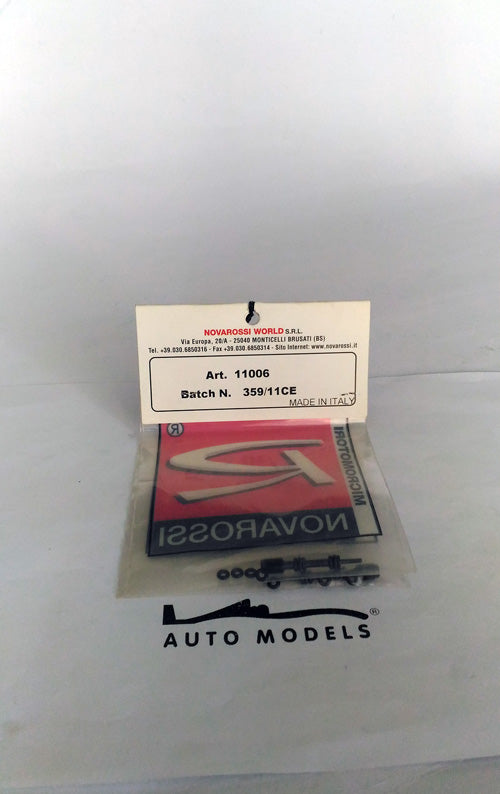 NOVAROSSI WORLD S.R.L.
Via Europa, 20/A - 25040 MONTICELLI BRUSATI (BS)
Tel. +39.030.6850316 - Fax +39.030.6850314 - Sito Internet: www.novarossi.it
Art. 11006
Batch N. 359/11CE
MADE IN ITALY
®
MICROMOTORI
NOVAROSSI
®
AUTO MODELS